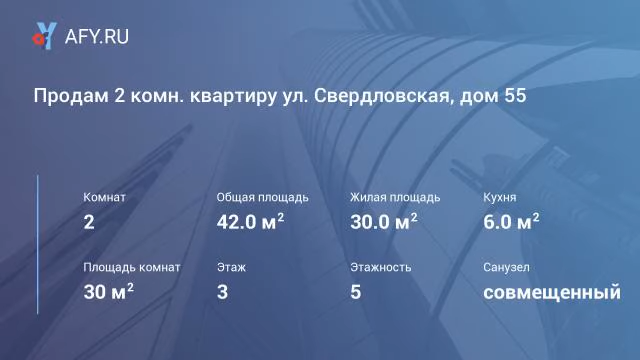 AFY.RU
Продам 2 комн. квартиру ул. Свердловская, дом 55
Комнат Общая площадь Жилая площадь Кухня
2 42.0 м² 30.0 м² 6.0 м²
Площадь комнат Этаж Этажность Санузел
30 м² 3 5 совмещенный